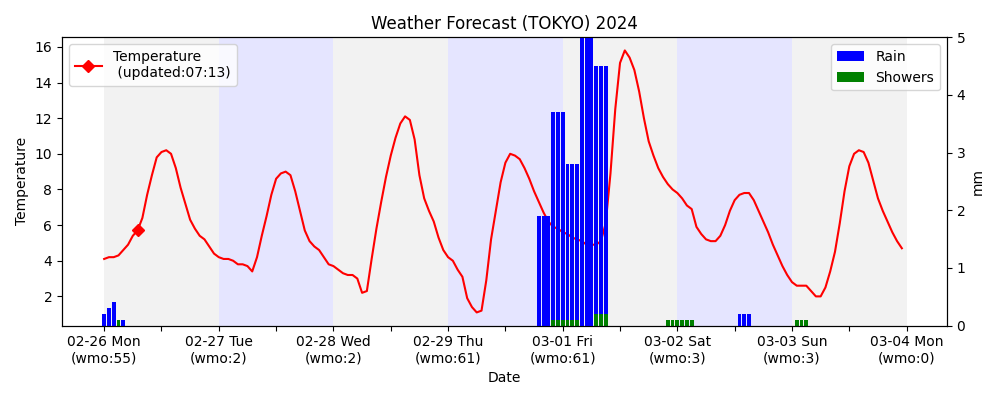 Weather Forecast (TOKYO) 2024
Temperature
(updated:07:13)
Rain
Showers
Temperature
16
14
12
10
8
6
4
2
5
4
3
2
1
0
mm
02-26 Mon
(wmo:55)
02-27 Tue
(wmo:2)
02-28 Wed
(wmo:2)
02-29 Thu
(wmo:61)
03-01 Fri
(wmo:61)
03-02 Sat
(wmo:3)
03-03 Sun
(wmo:3)
03-04 Mon
(wmo:0)
Date